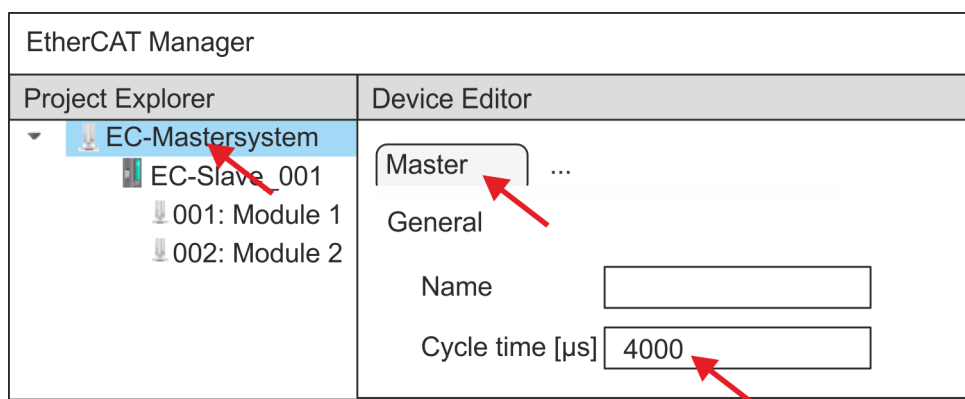 EtherCAT Manager
Project Explorer
Device Editor
EC-Mastersystem
EC-Slave_001
001: Module 1
002: Module 2
Master
...
General
Name
Cycle time [µs]
4000